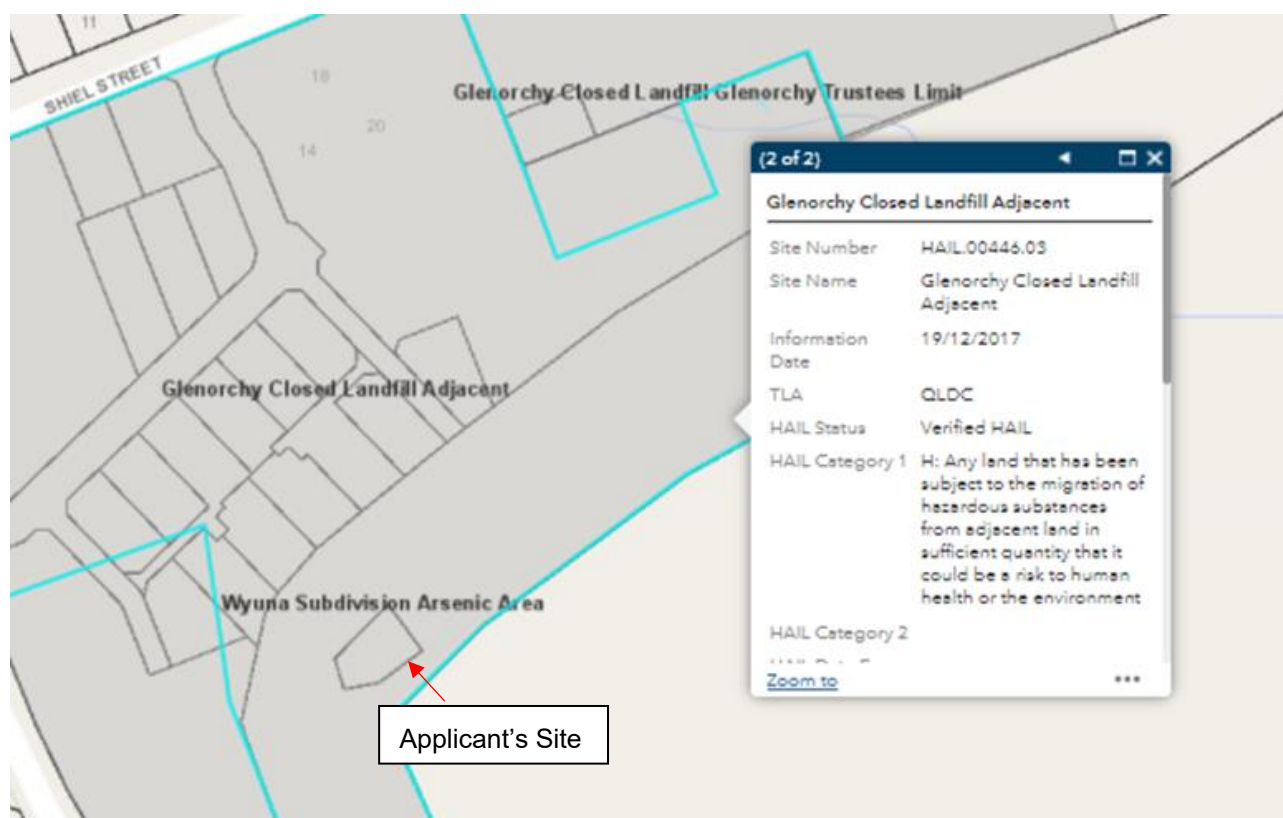 11
SHIEL STREET
18
20
14
Glenorchy Closed Landfill Glenorchy Trustees Limit
Glenorchy Closed Landfill Adjacent
Wyuna Subdivision Arsenic Area
Applicant's Site
(2 of 2)
Glenorchy Closed Landfill Adjacent
Site Number HAIL.00446.03
Site Name Glenorchy Closed Landfill
Adjacent
Information 19/12/2017
Date
TLA QLDC
HAIL Status Verified HAIL
HAIL Category 1 H: Any land that has been
subject to the migration of
hazardous substances
from adjacent land in
sufficient quantity that it
could be a risk to human
health or the environment
HAIL Category 2
Zoom to